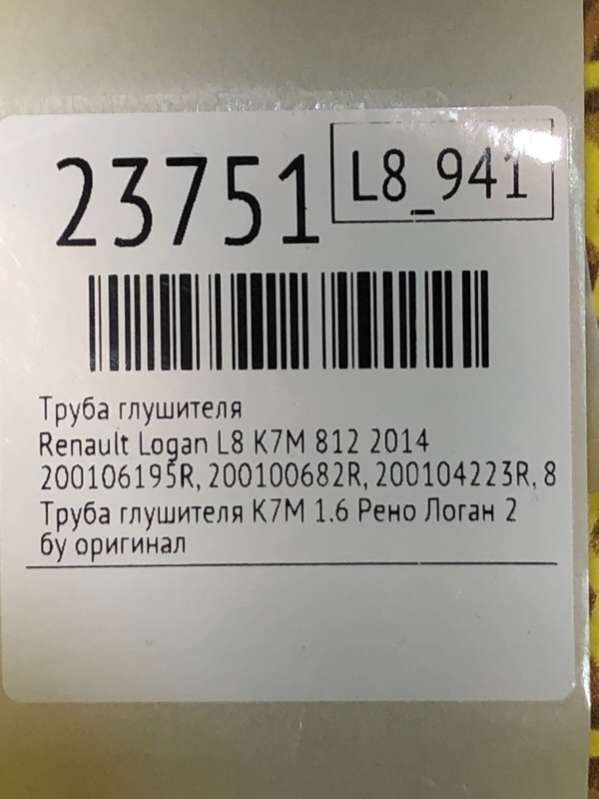 23751
L8_941
Труба глушителя
Renault Logan L8 K7M 812 2014
200106195R, 200100682R, 200104223R, 8
Труба глушителя K7M 1.6 Рено Логан 2
бу оригинал